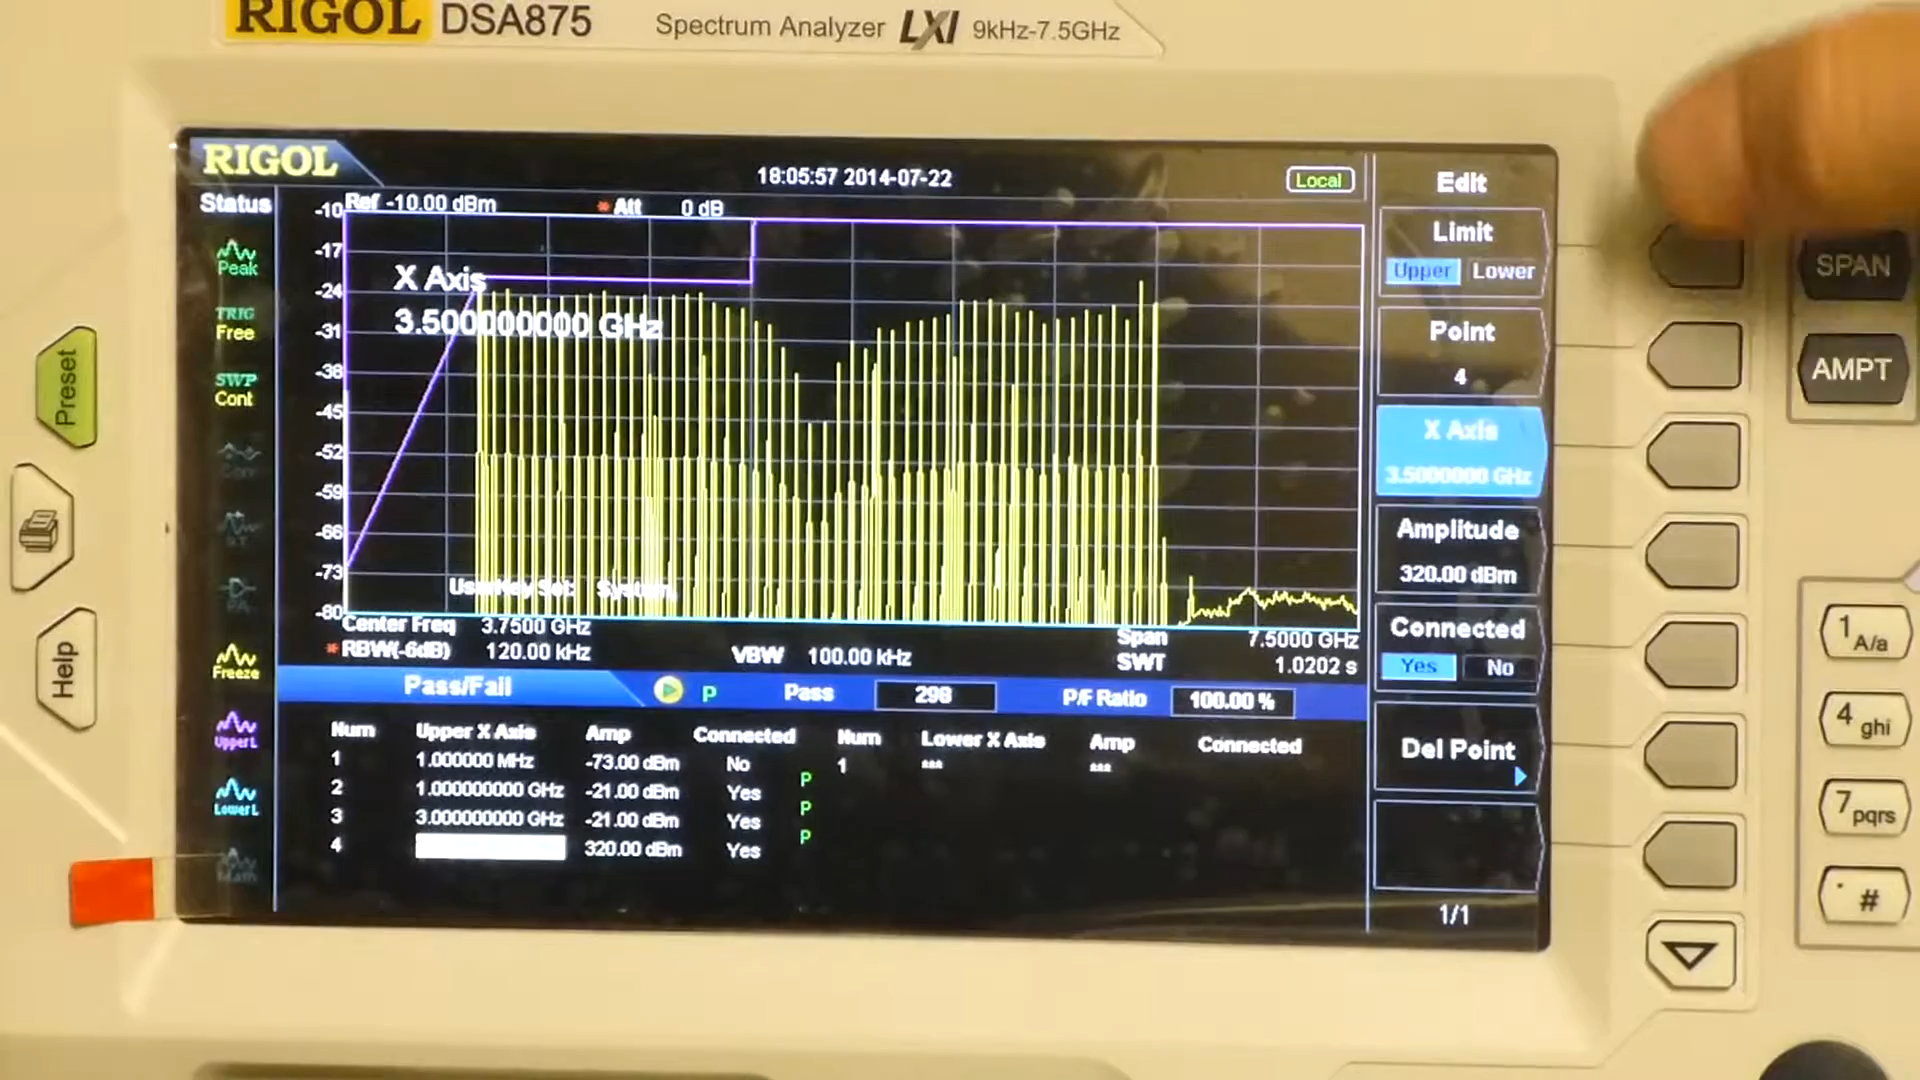 RIGOL DSA875 Spectrum Analyzer LXI 9kHz-7.5GHz
RIGOL
18:05:57 2014-07-22
Local
Status
Ref -10.00 dBm
* Att 0 dB
-10
-17
-24
-31
-38
-45
-52
-59
-66
-73
-80
X Axis
3.500000000 GHz
UserKey Set: System,
Peak
TRIG
Free
SWP
Cont
PA
Freeze
UpperL
LowerL
Math
Center Freq 3.7500 GHz
Span 7.5000 GHz
*RBW(-6dB) 120.00 kHz
VBW 100.00 kHz
SWT 1.0202 s
Pass/Fail
P Pass 298 P/F Ratio 100.00 %
Num Upper X Axis Amp Connected Num Lower X Axis Amp Connected
1 1.000000 MHz -73.00 dBm No 1 *** ***
2 1.000000000 GHz -21.00 dBm Yes P
3 3.000000000 GHz -21.00 dBm Yes P
4 320.00 dBm Yes P
Edit
Limit
Upper Lower
Point
4
X Axis
3.5000000 GHz
Amplitude
320.00 dBm
Connected
Yes No
Del Point
1/1
Preset
Help
SPAN
AMPT
1 A/a
4 ghi
7 pqrs
. #